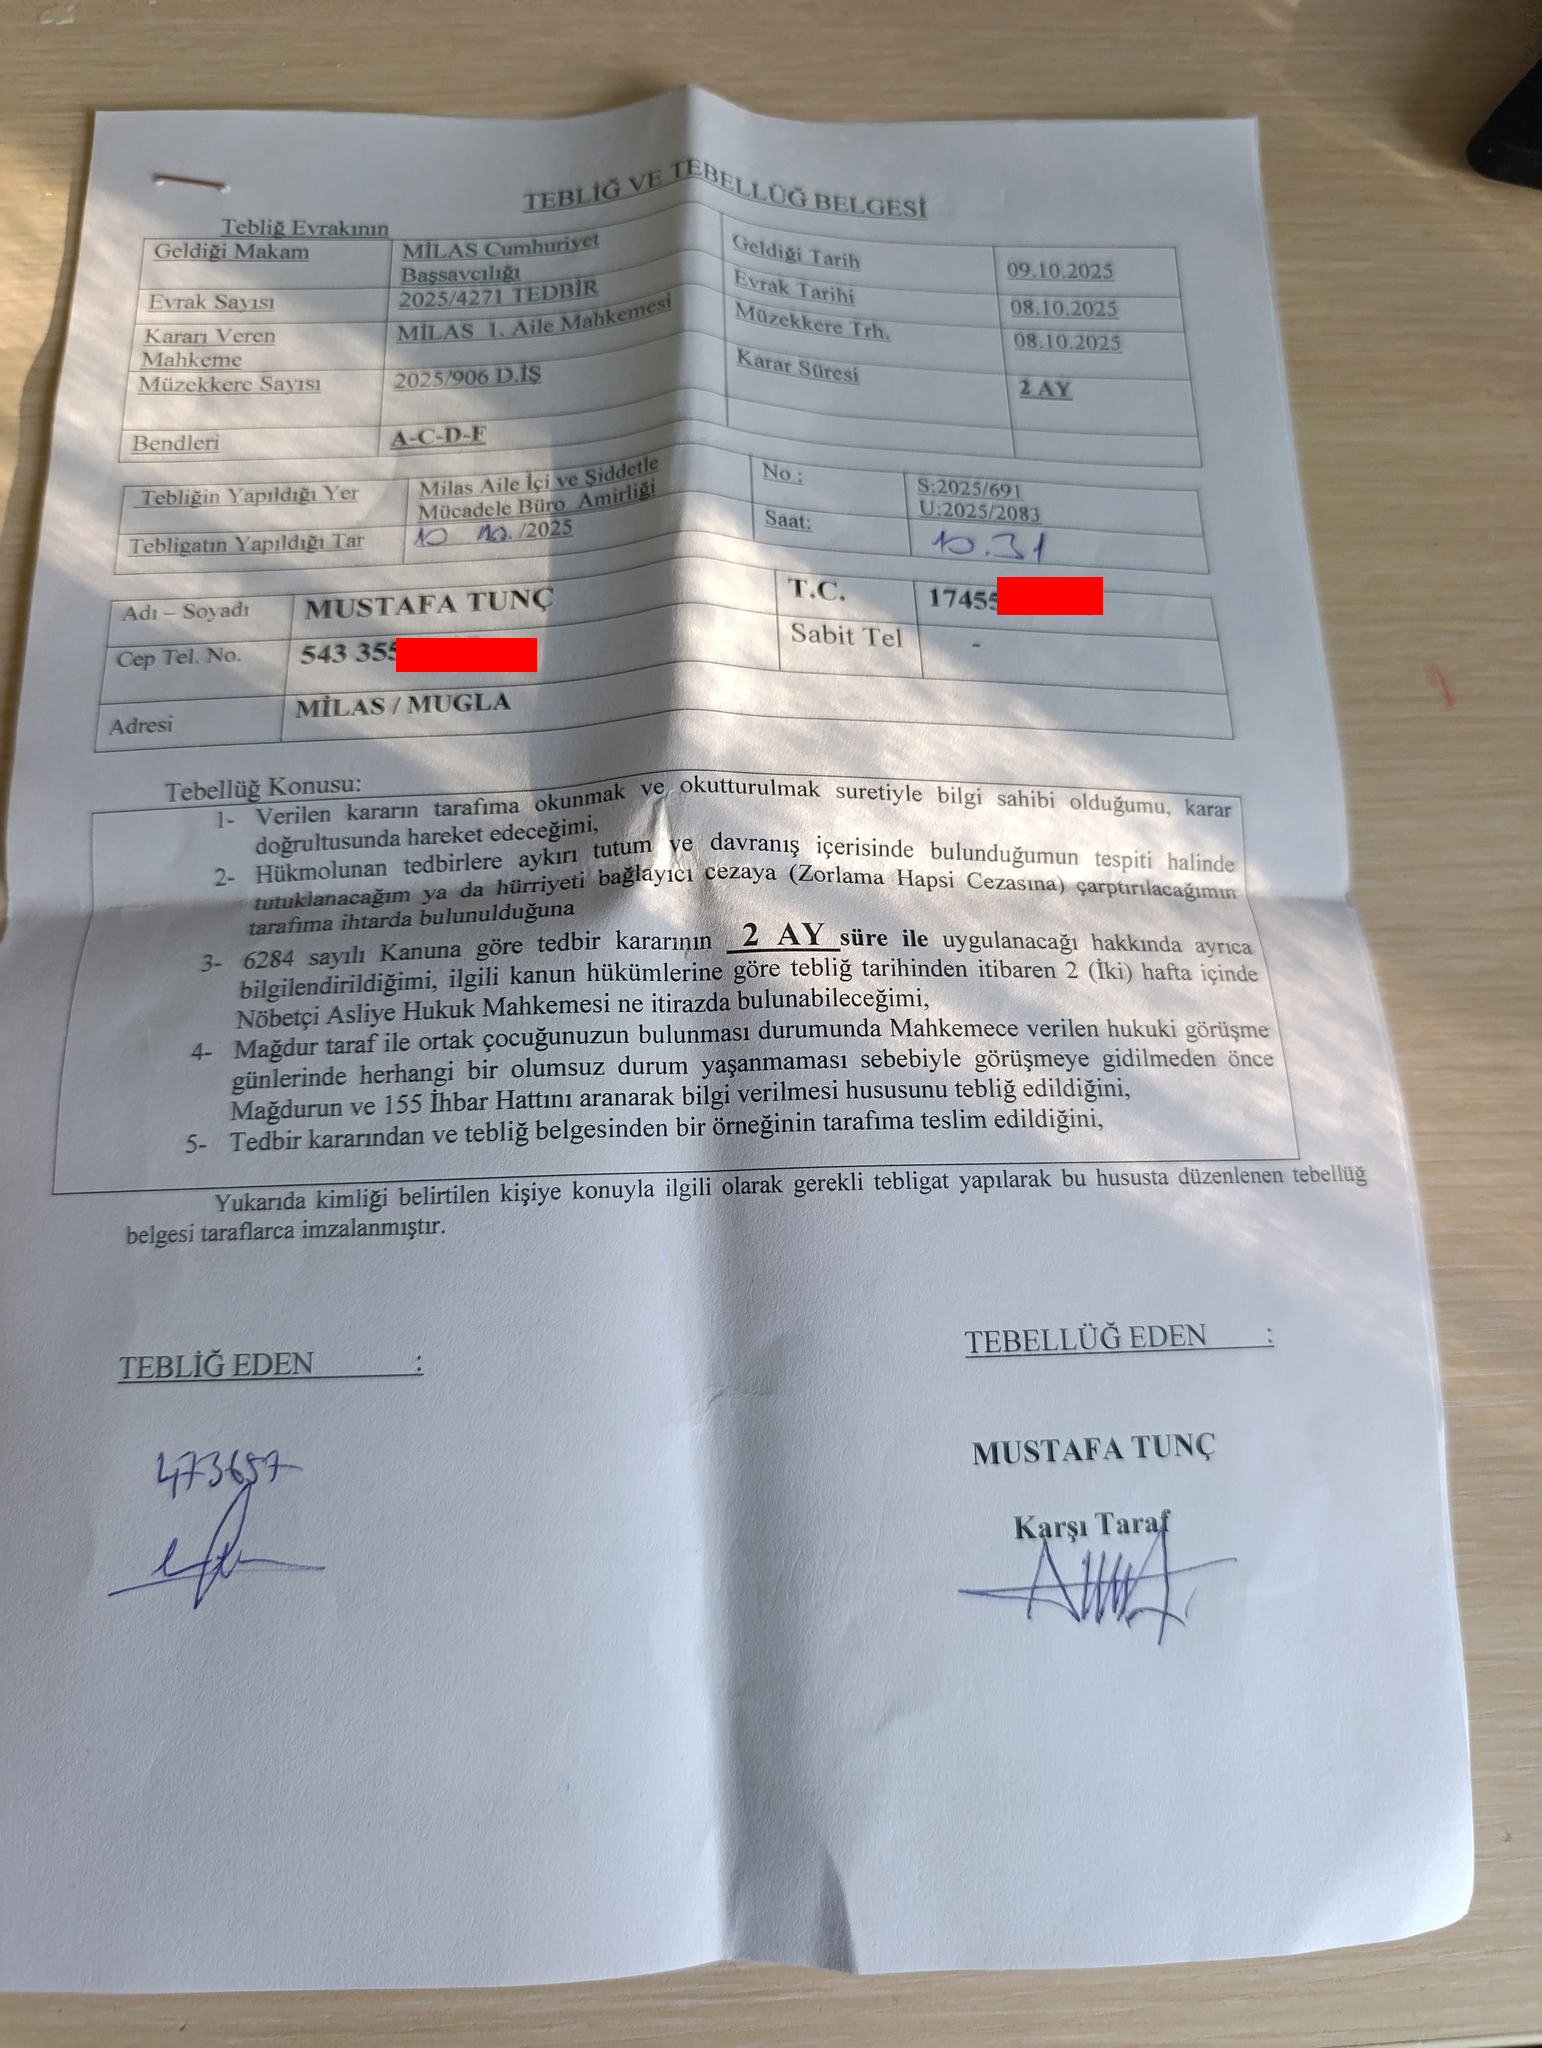 TEBLİĞ VE TEBELLÜĞ BELGESİ
Tebliğ Evrakının
Geldiği Makam MİLAS Cumhuriyet Başsavcılığı Geldiği Tarih 09.10.2025
Evrak Sayısı 2025/4271 TEDBİR Evrak Tarihi 08.10.2025
Kararı Veren Mahkeme MİLAS 1. Aile Mahkemesi Müzekkere Trh. 08.10.2025
Müzekkere Sayısı 2025/906 D.İŞ Karar Süresi 2 AY
Bendleri A-C-D-F
Tebliğin Yapıldığı Yer Milas Aile İçi ve Şiddetle Mücadele Büro Amirliği No : S:2025/691 U:2025/2083
Tebligatın Yapıldığı Tar 10 10./2025 Saat: 10.31
Adı – Soyadı MUSTAFA TUNÇ T.C. 17455
Cep Tel. No. 543 355 Sabit Tel -
Adresi MİLAS / MUGLA
Tebellüğ Konusu:
1- Verilen kararın tarafıma okunmak ve okutturulmak suretiyle bilgi sahibi olduğumu, karar
doğrultusunda hareket edeceğimi,
2- Hükmolunan tedbirlere aykırı tutum ve davranış içerisinde bulunduğumun tespiti halinde
tutuklanacağım ya da hürriyeti bağlayıcı cezaya (Zorlama Hapsi Cezasına) çarptırılacağımın
tarafıma ihtarda bulunulduğuna
3- 6284 sayılı Kanuna göre tedbir kararının 2 AY süre ile uygulanacağı hakkında ayrıca
bilgilendirildiğimi, ilgili kanun hükümlerine göre tebliğ tarihinden itibaren 2 (İki) hafta içinde
Nöbetçi Asliye Hukuk Mahkemesi ne itirazda bulunabileceğimi,
4- Mağdur taraf ile ortak çocuğunuzun bulunması durumunda Mahkemece verilen hukuki görüşme
günlerinde herhangi bir olumsuz durum yaşanmaması sebebiyle görüşmeye gidilmeden önce
Mağdurun ve 155 İhbar Hattını aranarak bilgi verilmesi hususunu tebliğ edildiğini,
5- Tedbir kararından ve tebliğ belgesinden bir örneğinin tarafıma teslim edildiğini,
Yukarıda kimliği belirtilen kişiye konuyla ilgili olarak gerekli tebligat yapılarak bu hususta düzenlenen tebellüğ
belgesi taraflarca imzalanmıştır.
TEBLİĞ EDEN : TEBELLÜĞ EDEN :
473657 MUSTAFA TUNÇ
Karşı Taraf